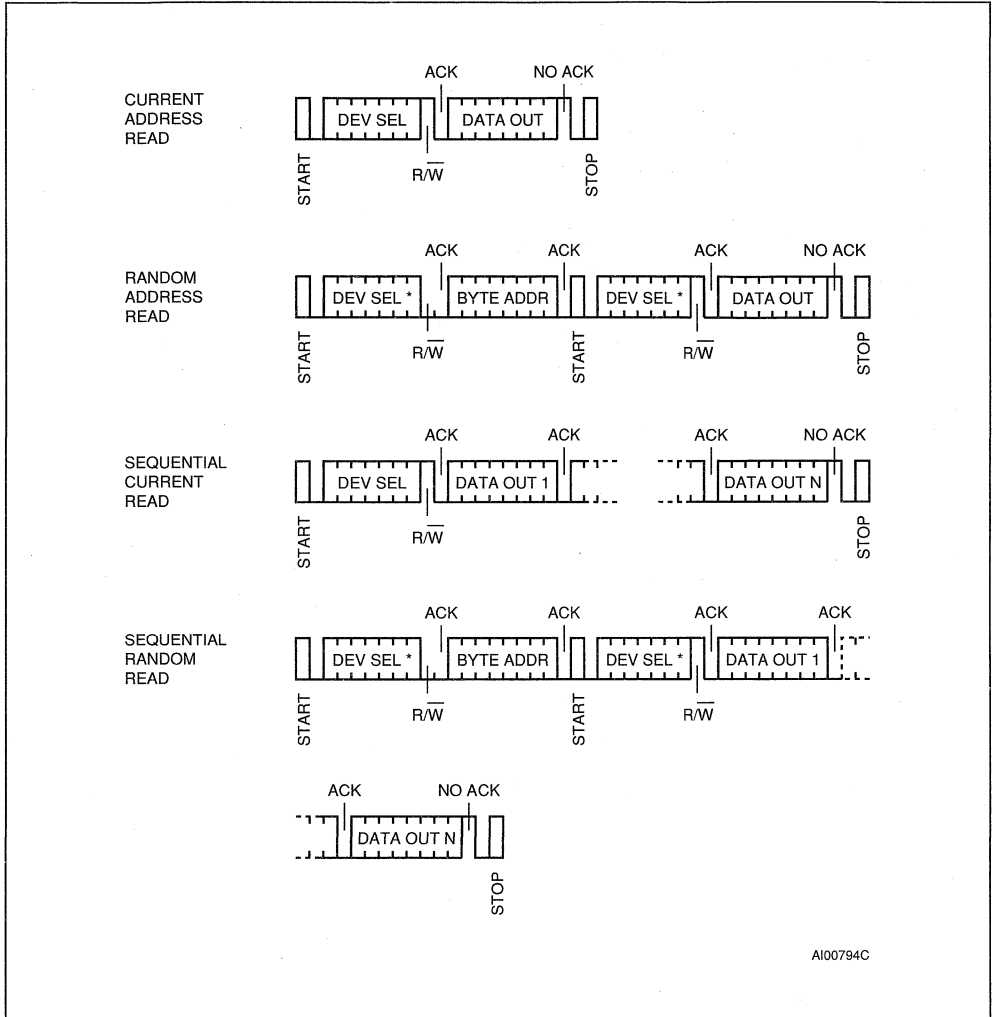 ACK NO ACK
CURRENT
ADDRESS
READ
DEV SEL DATA OUT
START R/W̅ STOP
ACK ACK ACK NO ACK
RANDOM
ADDRESS
READ
DEV SEL * BYTE ADDR DEV SEL * DATA OUT
START R/W̅ START R/W̅ STOP
ACK ACK ACK NO ACK
SEQUENTIAL
CURRENT
READ
DEV SEL DATA OUT 1 DATA OUT N
START R/W̅ STOP
ACK ACK ACK ACK
SEQUENTIAL
RANDOM
READ
DEV SEL * BYTE ADDR DEV SEL * DATA OUT 1
START R/W̅ START R/W̅
ACK NO ACK
DATA OUT N
STOP
AI00794C